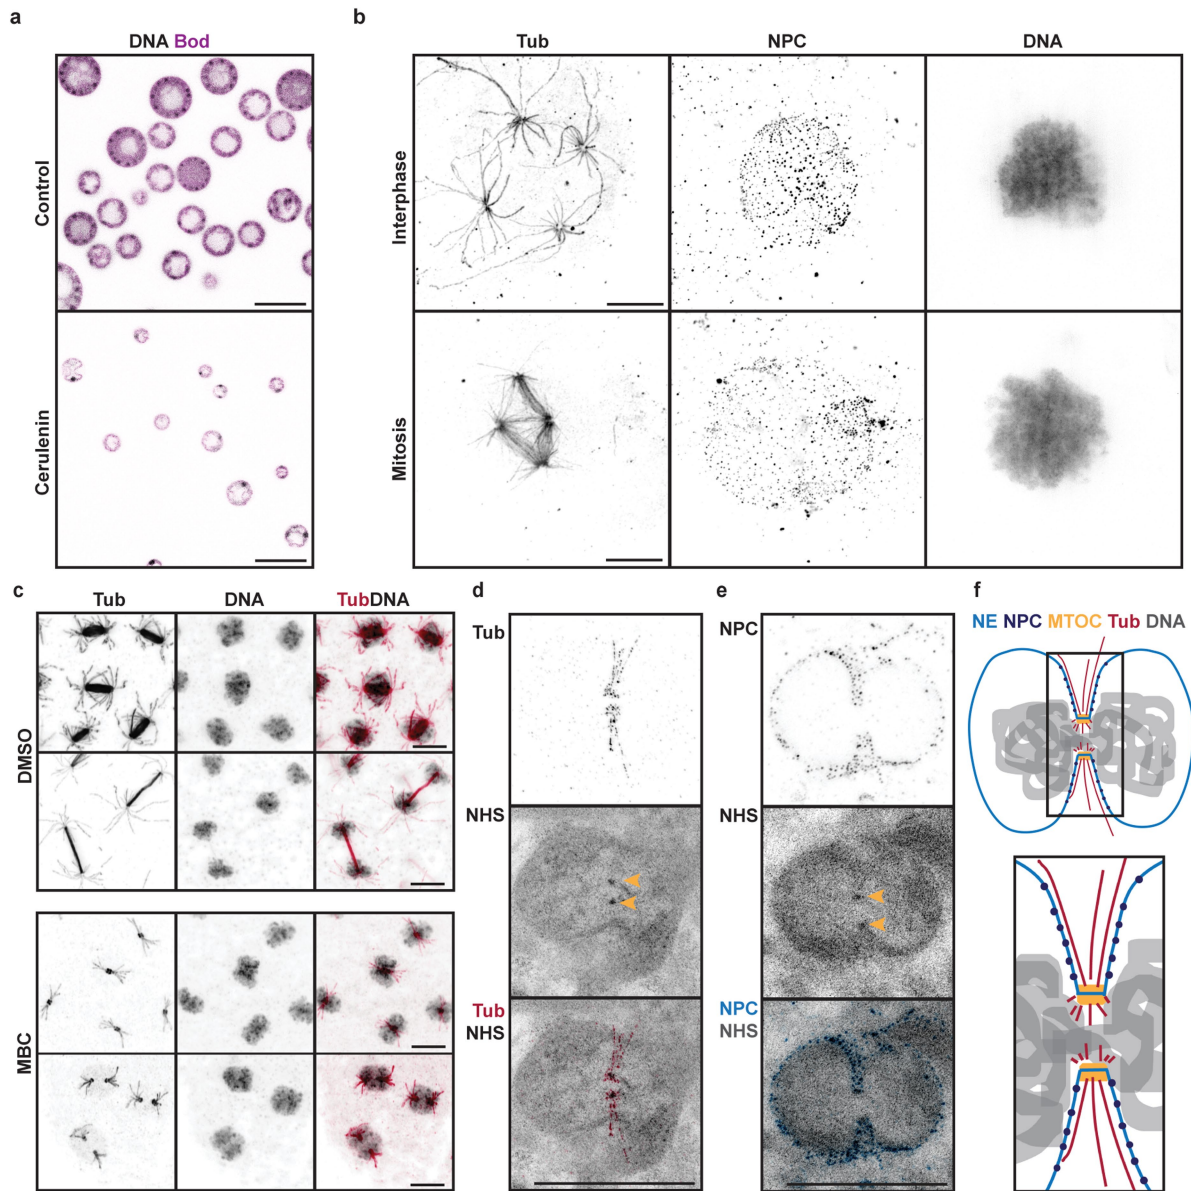 a
DNA Bod
Control
Cerulenin
b
Tub NPC DNA
Interphase
Mitosis
c
Tub DNA TubDNA
DMSO
MBC
d
Tub
NHS
Tub
NHS
e
NPC
NHS
NPC
NHS
f
NE NPC MTOC Tub DNA